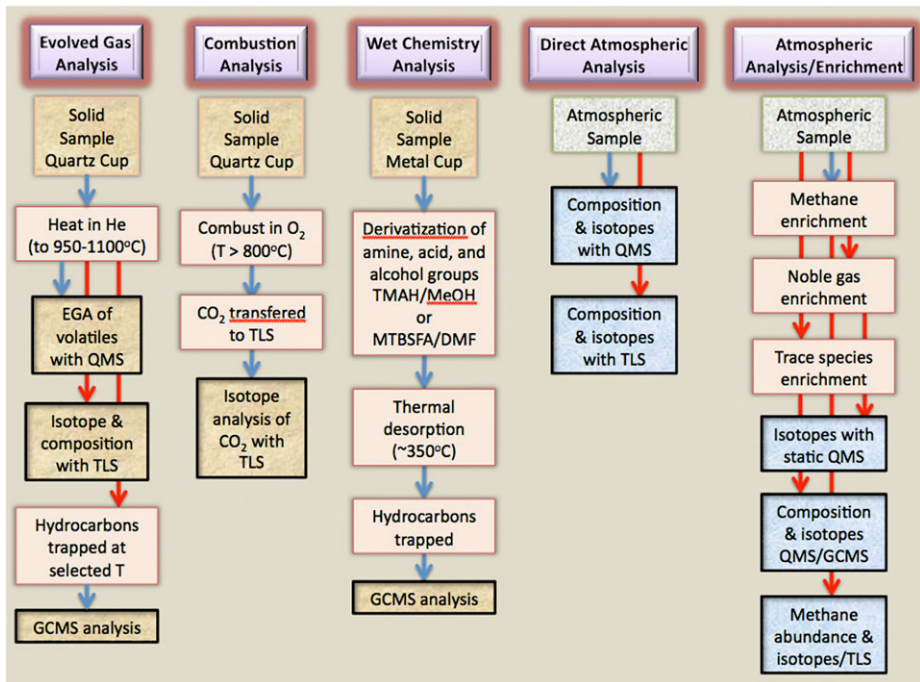 Evolved Gas
Analysis
Solid
Sample
Quartz Cup
Heat in He
(to 950-1100°C)
EGA of
volatiles
with QMS
Isotope &
composition
with TLS
Hydrocarbons
trapped at
selected T
GCMS analysis
Combustion
Analysis
Solid
Sample
Quartz Cup
Combust in O₂
(T > 800°C)
CO₂ transfered
to TLS
Isotope
analysis of
CO₂ with
TLS
Wet Chemistry
Analysis
Solid
Sample
Metal Cup
Derivatization of
amine, acid, and
alcohol groups
TMAH/MeOH
or
MTBSFA/DMF
Thermal
desorption
(~350°C)
Hydrocarbons
trapped
GCMS analysis
Direct Atmospheric
Analysis
Atmospheric
Sample
Composition
& isotopes
with QMS
Composition
& isotopes
with TLS
Atmospheric
Analysis/Enrichment
Atmospheric
Sample
Methane
enrichment
Noble gas
enrichment
Trace species
enrichment
Isotopes with
static QMS
Composition
& isotopes
QMS/GCMS
Methane
abundance &
isotopes/TLS